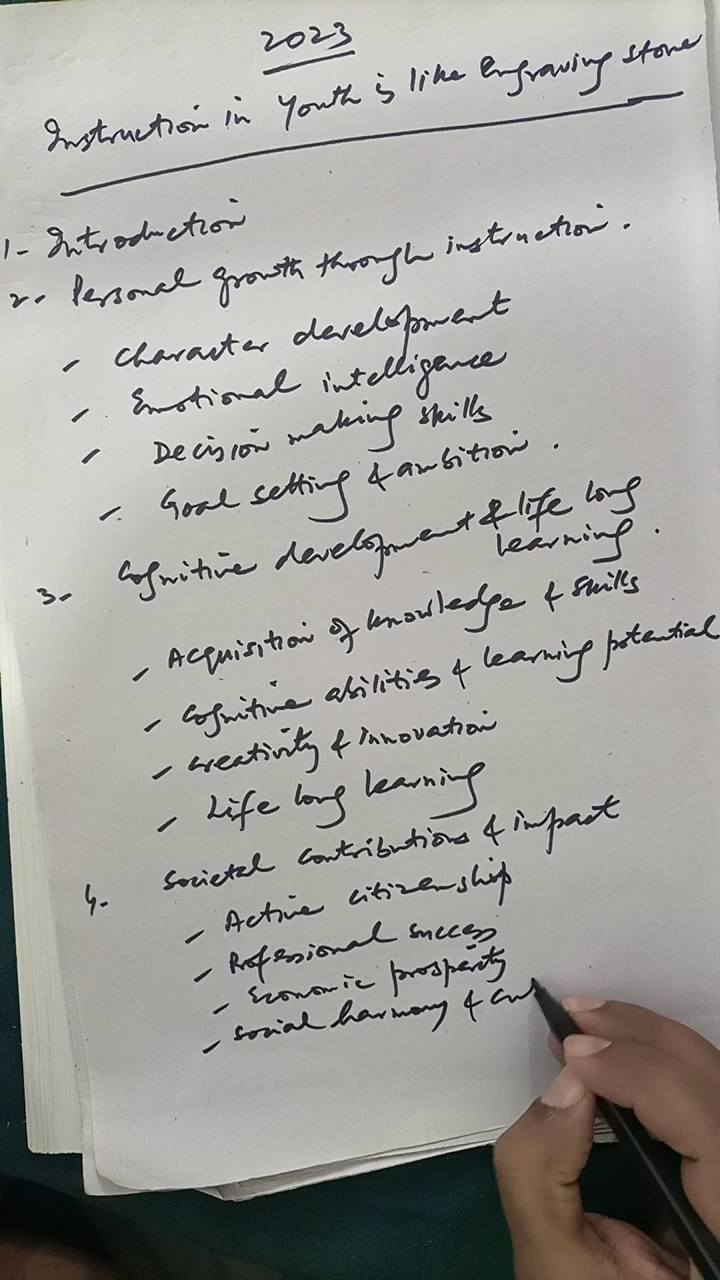 2023
Instruction in Youth is like Engraving stone
1- Introduction
2. Personal growth through instruction.
- Character development
- Emotional intelligence
- Decision making skills
- Goal setting & ambition.
3. Cognitive development & life long
learning.
- Acquisition of knowledge & skills
- Cognitive abilities & learning potential
- Creativity & innovation
- Life long learning
4. Societal contributions & impact
- Active citizenship
- Professional success
- Economic prosperity
- Social harmony &